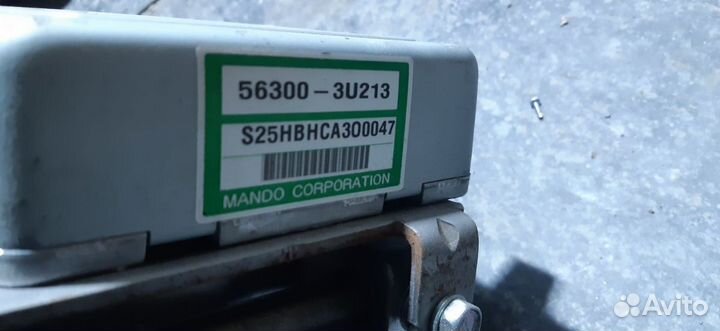 56300-3U213
S25HBHCA300047
MANDO CORPORATION
Avito